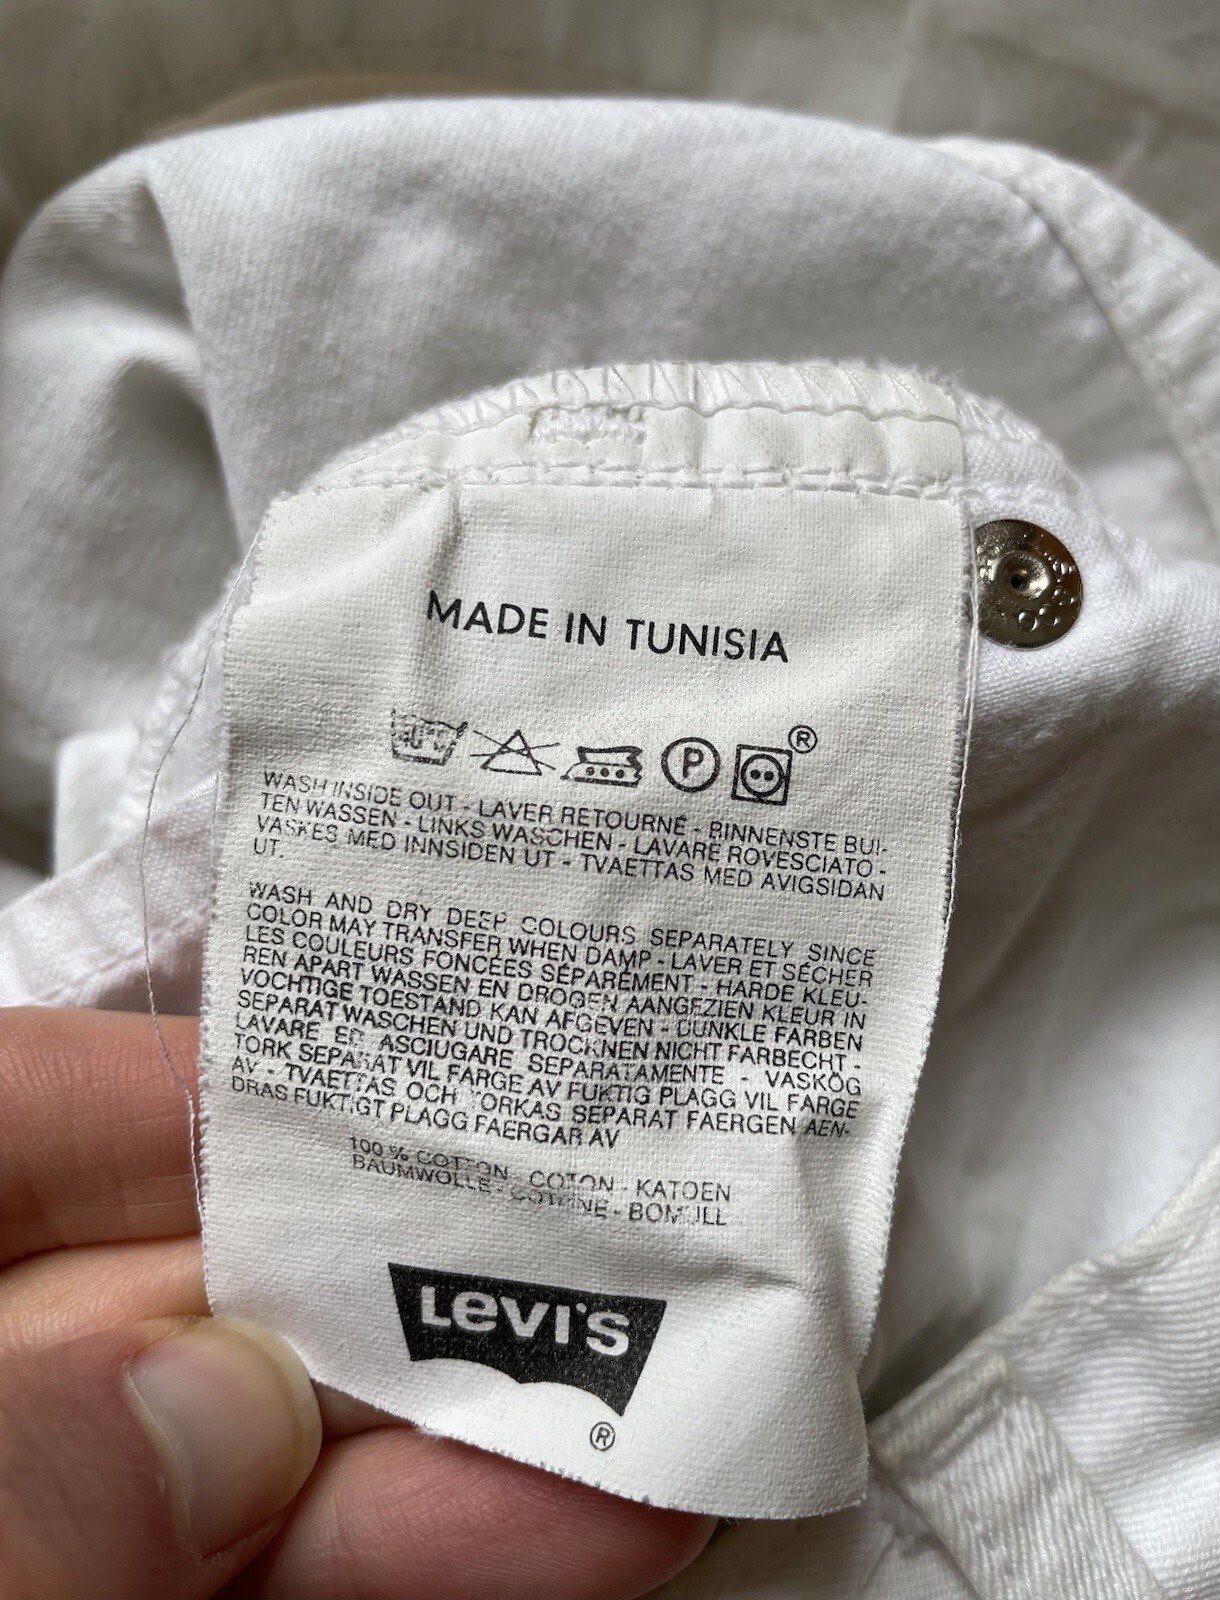 MADE IN TUNISIA
P
®
WASH INSIDE OUT - LAVER RETOURNÉ - BINNENSTE BUI-
TEN WASSEN - LINKS WASCHEN - LAVARE ROVESCIATO -
VASKES MED INNSIDEN UT - TVAETTAS MED AVIGSIDAN
UT.
WASH AND DRY DEEP COLOURS SEPARATELY SINCE
COLOR MAY TRANSFER WHEN DAMP - LAVER ET SÉCHER
LES COULEURS FONCÉES SÉPARÉMENT - HARDE KLEU-
REN APART WASSEN EN DROGEN AANGEZIEN KLEUR IN
VOCHTIGE TOESTAND KAN AFGEVEN - DUNKLE FARBEN
SEPARAT WASCHEN UND TROCKNEN NICHT FARBECHT -
LAVARE ED ASCIUGARE SEPARATAMENTE - VASKÖG
TORK SEPARAT VIL FARGE AV FUKTIG PLAGG VIL FARGE
AV - TVAETTAS OCH TORKAS SEPARAT FAERGEN AEN-
DRAS FUKTIGT PLAGG FAERGAR AV
100 % COTTON - COTON - KATOEN
BAUMWOLLE - COTONE - BOMULL
LEVI'S
®